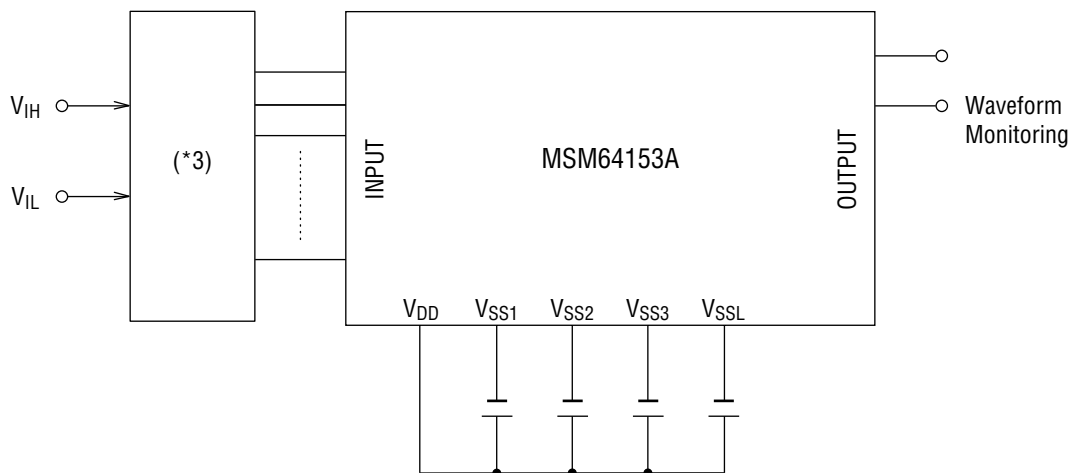 V_IH
V_IL
(*3)
INPUT
MSM64153A
OUTPUT
Waveform
Monitoring
V_DD V_SS1 V_SS2 V_SS3 V_SSL